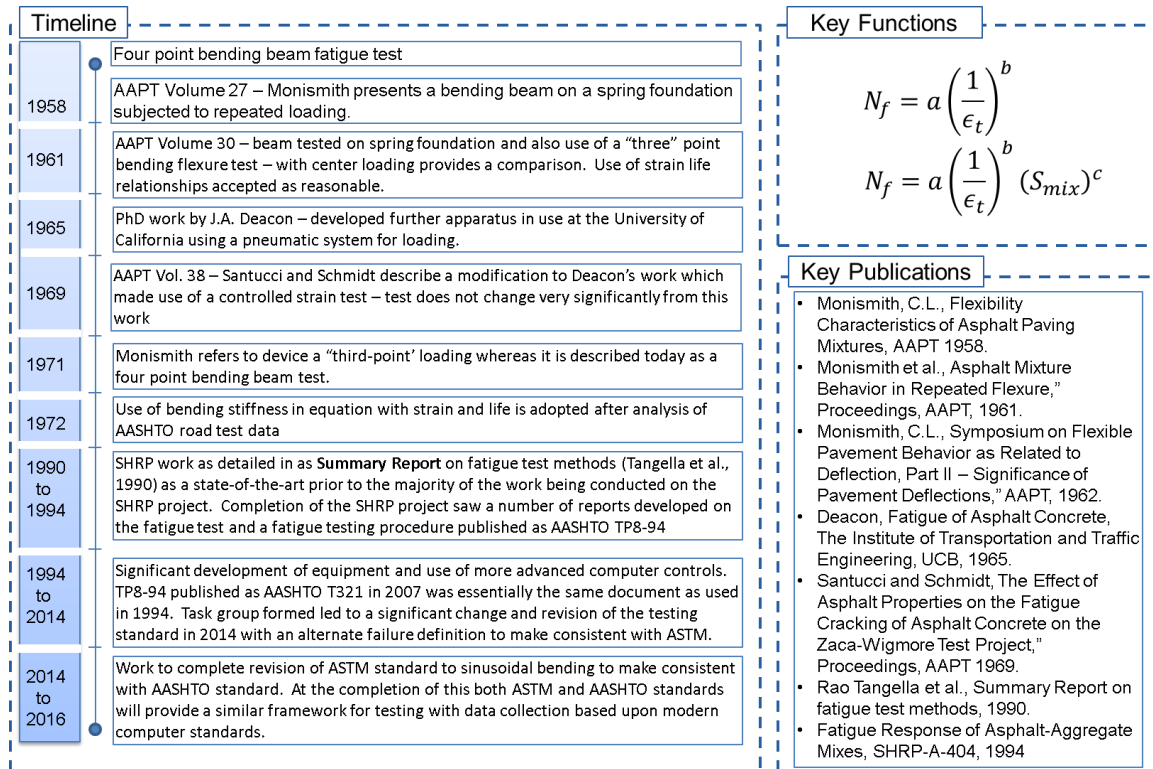 Timeline
Four point bending beam fatigue test
1958
AAPT Volume 27 – Monismith presents a bending on a spring foundation
subjected to repeated loading.
1961
AAPT Volume 30 – beam tested on spring foundation and also use of a “three” point
bending flexure test – with center loading provides a comparison. Use of strain life
relationships accepted as reasonable.
1965
PhD work by J.A. Deacon – developed further apparatus in use at the University of
California using a pneumatic system for loading.
1969
AAPT Vol. 38 – Santucci and Schmidt describe a modification to Deacon’s work which
made use of a controlled strain test – test does not change very significantly from this
work
1971
Monismith refers to device a “third-point’ loading whereas it is described today as a
four point bending beam test.
1972
Use of bending stiffness in equation with strain and life is adopted after analysis of
AASHTO road test data
1990
to
1994
SHRP work as detailed in as Summary Report on fatigue test methods (Tangella et al.,
1990) as a state-of-the-art prior to the majority of the work being conducted on the
SHRP project. Completion of the SHRP project saw a number of reports developed on
the fatigue test and a fatigue testing procedure published as AASHTO TP8-94
1994
to
2014
Significant development of equipment and use of more advanced computer controls.
TP8-94 published as AASHTO T321 in 2007 was essentially the same document as used
in 1994. Task group formed led to a significant change and revision of the testing
standard in 2014 with an alternate failure definition to make consistent with ASTM.
2014
to
2016
Work to complete revision of ASTM standard to sinusoidal bending to make consistent
with AASHTO standard. At the completion of this both ASTM and AASHTO standards
will provide a similar framework for testing with data collection based upon modern
computer standards.
Key Functions
N_f = a (1/ϵ_t)^b
N_f = a (1/ϵ_t)^b (S_mix)^c
Key Publications
• Monismith, C.L., Flexibility
Characteristics of Asphalt Paving
Mixtures, AAPT 1958.
• Monismith et al., Asphalt Mixture
Behavior in Repeated Flexure,”
Proceedings, AAPT, 1961.
• Monismith, C.L., Symposium on Flexible
Pavement Behavior as Related to
Deflection, Part II – Significance of
Pavement Deflections,” AAPT, 1962.
• Deacon, Fatigue of Asphalt Concrete,
The Institute of Transportation and Traffic
Engineering, UCB, 1965.
• Santucci and Schmidt, The Effect of
Asphalt Properties on the Fatigue
Cracking of Asphalt Concrete on the
Zaca-Wigmore Test Project,”
Proceedings, AAPT 1969.
• Rao Tangella et al., Summary Report on
fatigue test methods, 1990.
• Fatigue Response of Asphalt-Aggregate
Mixes, SHRP-A-404, 1994